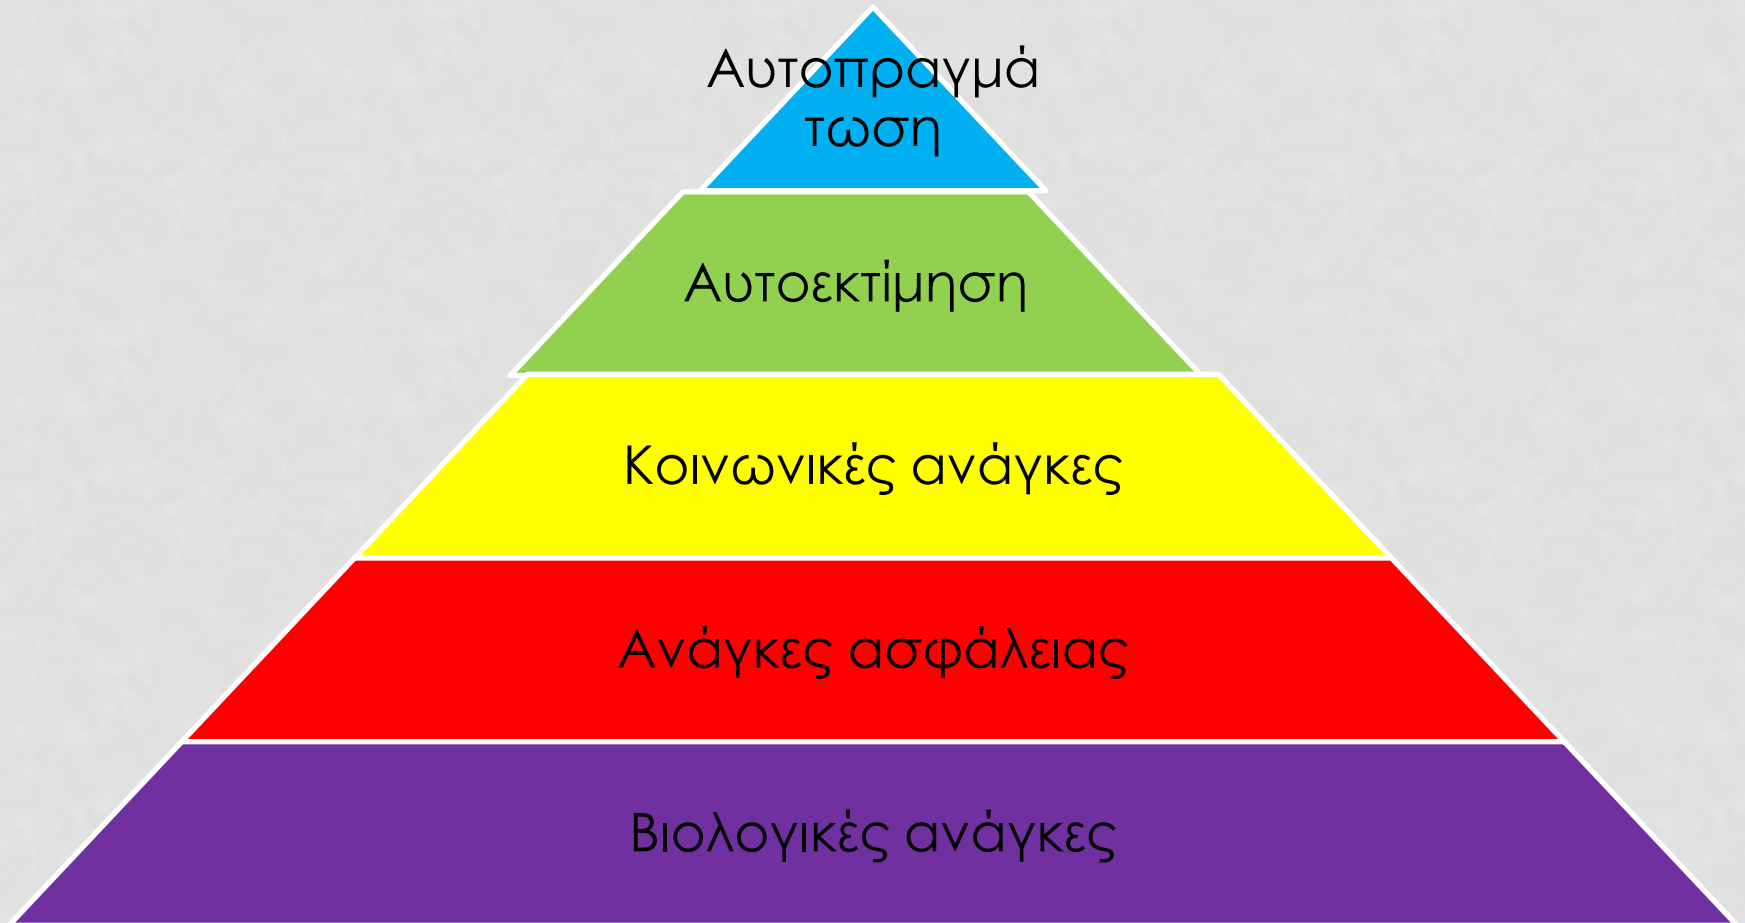 Αυτοπραγμά
τωση
Αυτοεκτίμηση
Κοινωνικές ανάγκες
Ανάγκες ασφάλειας
Βιολογικές ανάγκες